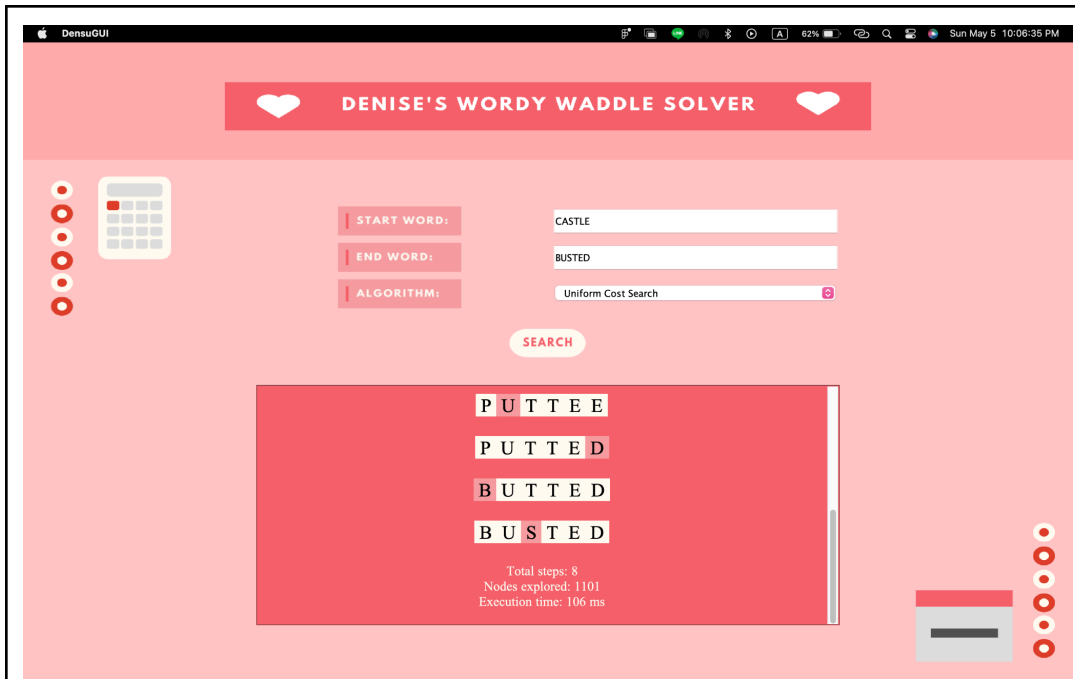 DensuGUI A 62% Sun May 5 10:06:35 PM
DENISE'S WORDY WADDLE SOLVER
START WORD: CASTLE
END WORD: BUSTED
ALGORITHM: Uniform Cost Search
SEARCH
PUTTEE
PUTTED
BUTTED
BUSTED
Total steps: 8
Nodes explored: 1101
Execution time: 106 ms